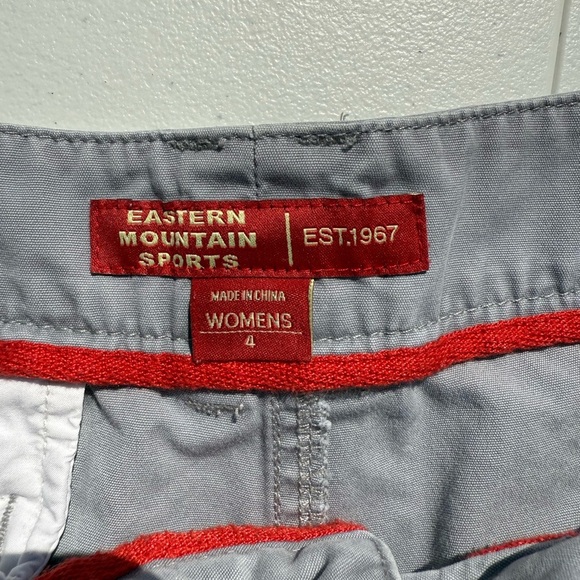 EASTERN
MOUNTAIN
SPORTS
EST.1967
MADE IN CHINA
WOMENS
4